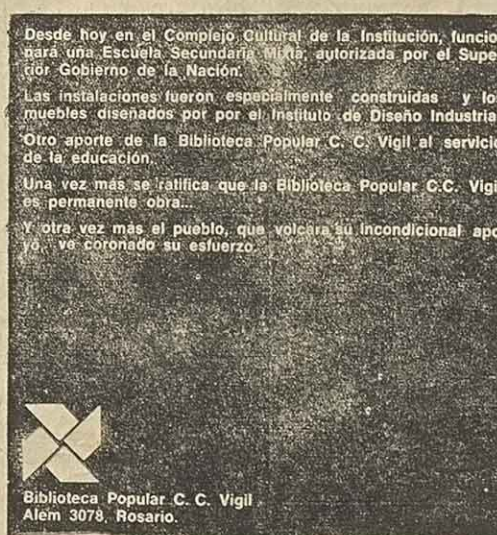 Desde hoy en el Complejo Cultural de la Institución, funcio
nará una Escuela Secundaria Mixta, autorizada por el Supe
rior Gobierno de la Nación.
Las instalaciones fueron especialmente construidas y lo
muebles diseñados por por el Instituto de Diseño Industria
Otro aporte de la Biblioteca Popular C. C. Vigil al servicio
de la educación.
Una vez más se ratifica que la Biblioteca Popular C.C. Vigi
es permanente obra...
Y otra vez más el pueblo, que volcara su incondicional apo
yo, ve coronado su esfuerzo.
Biblioteca Popular C. C. Vigil
Alem 3078, Rosario.